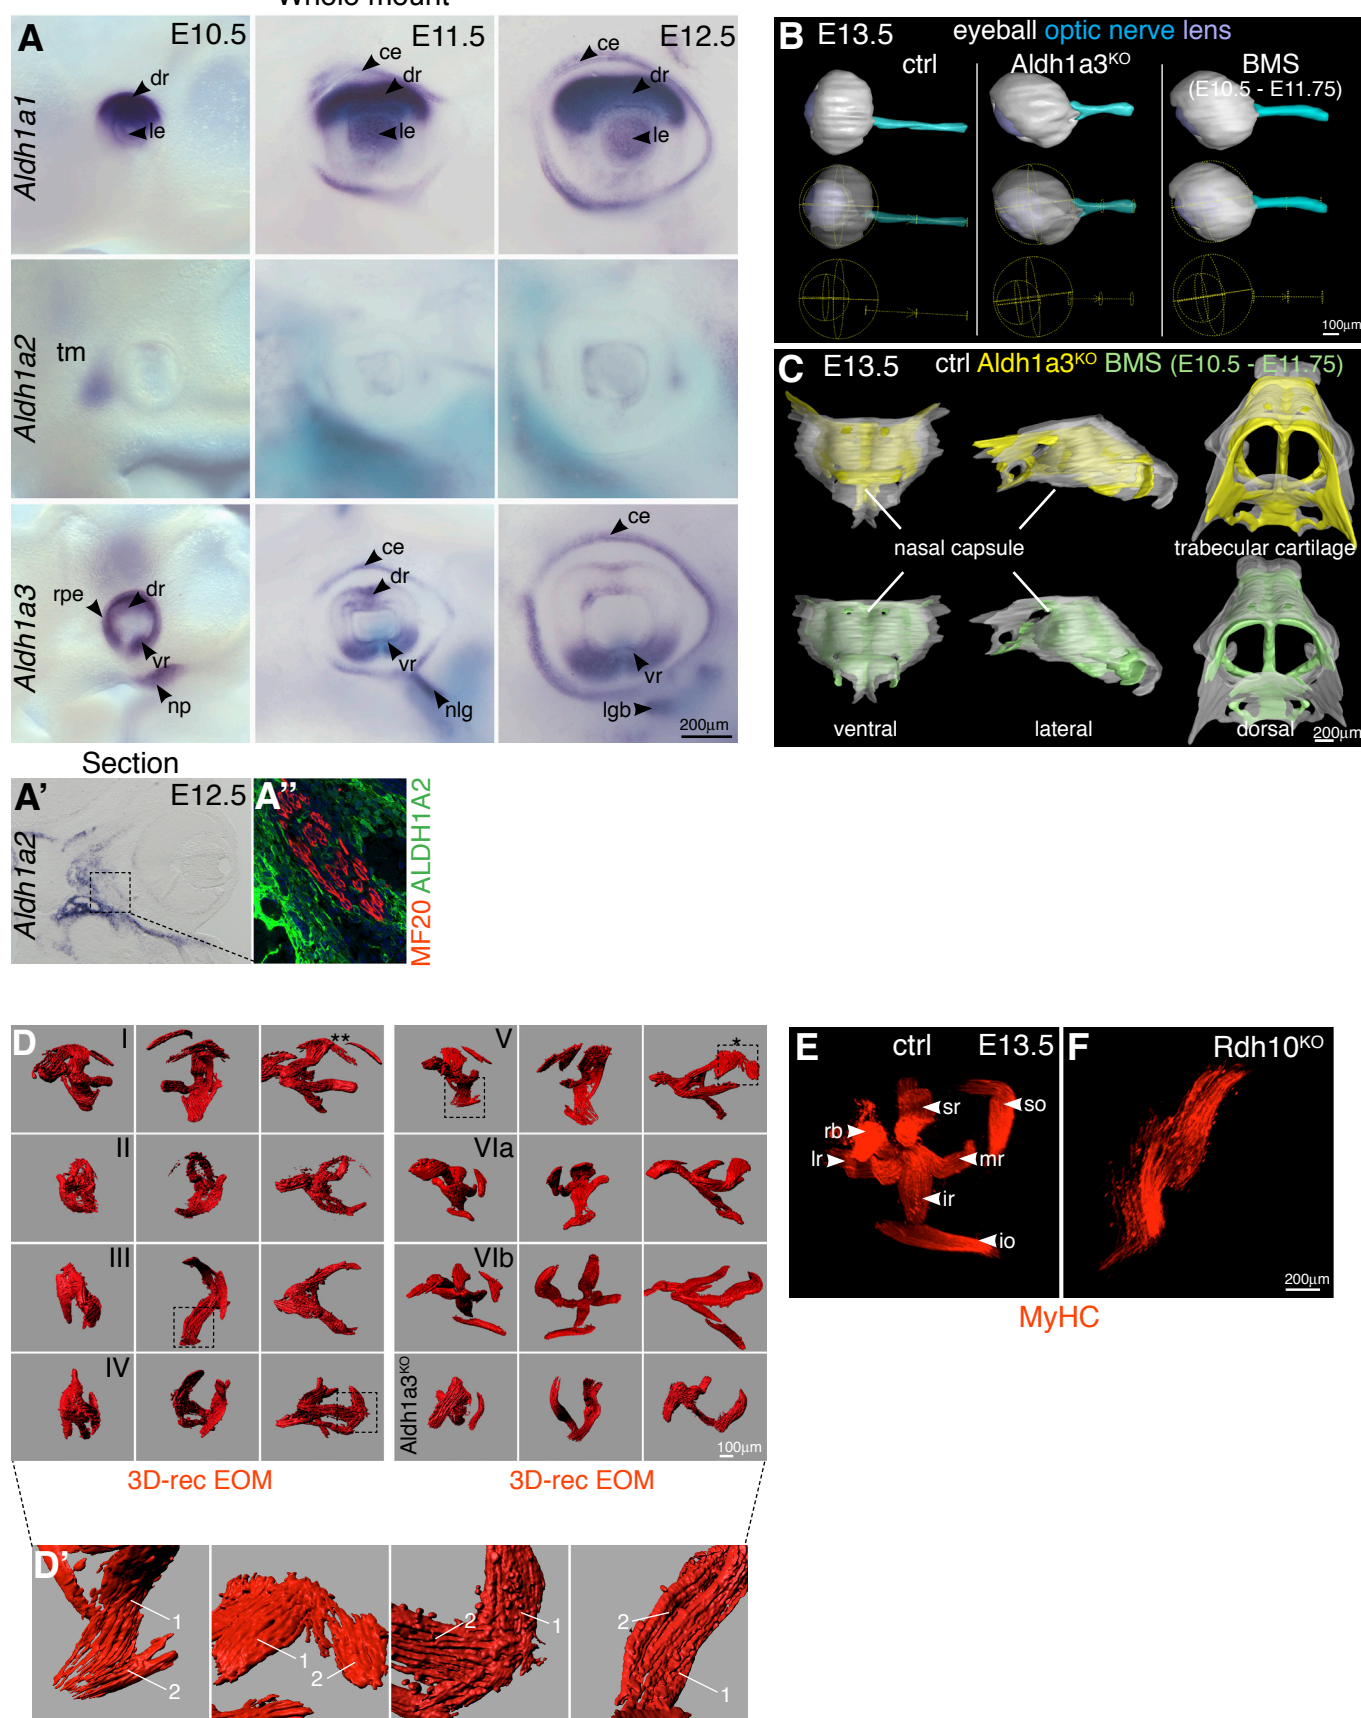 Whole mount
A
E10.5
E11.5
E12.5
Aldh1a1
dr
le
ce
dr
le
ce
dr
le
Aldh1a2
tm
Aldh1a3
rpe
dr
vr
np
ce
dr
vr
nlg
ce
vr
lgb
200μm
Section
A'
E12.5
Aldh1a2
A''
MF20 ALDH1A2
B E13.5 eyeball optic nerve lens
ctrl
Aldh1a3KO
BMS
(E10.5 - E11.75)
100μm
C E13.5 ctrl Aldh1a3KO BMS (E10.5 - E11.75)
nasal capsule
trabecular cartilage
ventral
lateral
dorsal
200μm
D
I
**
II
III
IV
V
*
VIa
VIb
Aldh1a3KO
100μm
3D-rec EOM
3D-rec EOM
D'
1
2
1
2
2
1
2
1
E ctrl E13.5
sr
so
rb
lr
mr
ir
io
F Rdh10KO
200μm
MyHC